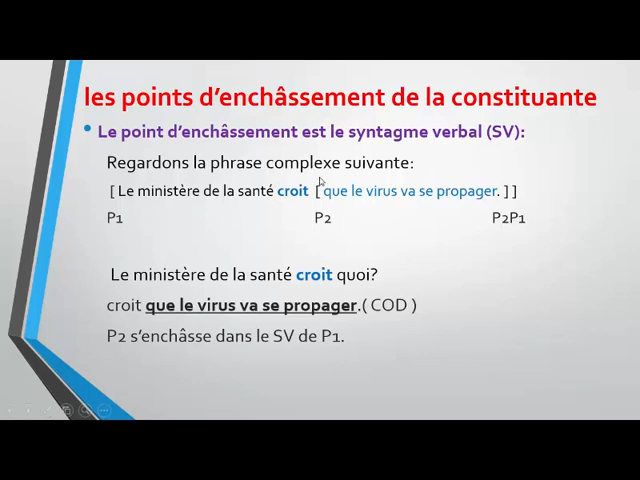 les points d'enchâssement de la constituante
• Le point d'enchâssement est le syntagme verbal (SV):
Regardons la phrase complexe suivante:
[ Le ministère de la santé croit [ que le virus va se propager. ] ]
P1 P2 P2P1
Le ministère de la santé croit quoi?
croit que le virus va se propager.( COD )
P2 s'enchâsse dans le SV de P1.